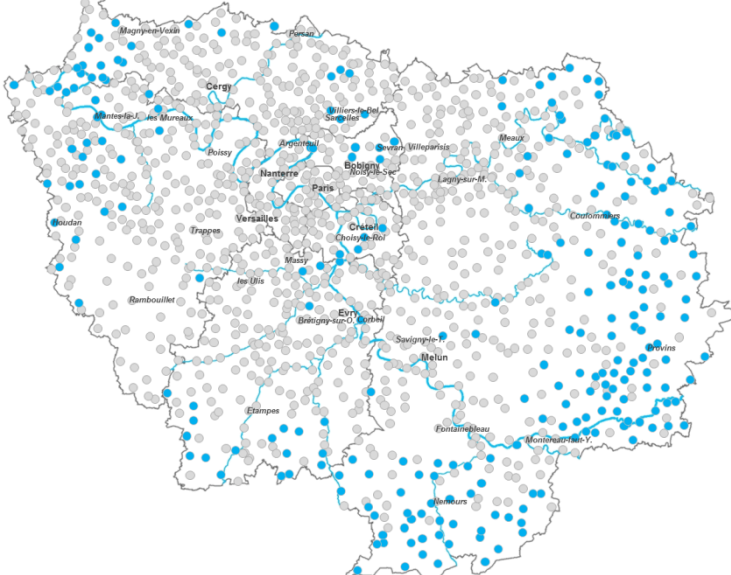 Magny-en-Vexin
Persan
Cergy
Mantes-la-J.
les Mureaux
Villiers-le-Bel
Sarcelles
Meaux
Poissy
Argenteuil
Sevran
Villeparisis
Bobigny
Noisy-le-Sec
Nanterre
Lagny-sur-M.
Paris
Coulommiers
Houdan
Versailles
Trappes
Créteil
Choisy-le-Roi
Massy
les Ulis
Rambouillet
Evry
Brétigny-sur-O.
Corbeil
Savigny-le-T.
Melun
Provins
Etampes
Fontainebleau
Montereau-faut-Y.
Nemours